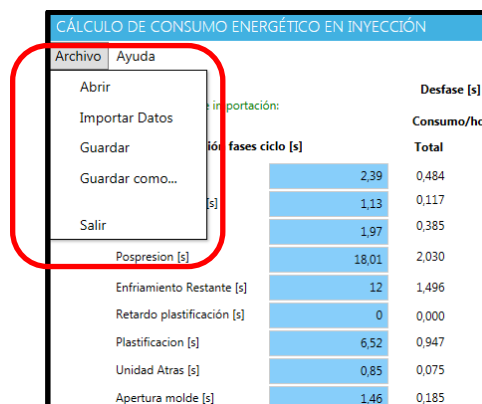 CÁLCULO DE CONSUMO ENERGÉTICO EN INYECCIÓN
Archivo Ayuda
Abrir
Importar Datos
Guardar
Guardar como...
Salir
Desfase [s]
importación:
Total
fases ciclo [s]
2,39 0,484
[s] 1,13 0,117
1,97 0,385
Pospresion [s] 18,01 2,030
Enfriamiento Restante [s] 12 1,496
Retardo plastificación [s] 0 0,000
Plastificacion [s] 6,52 0,947
Unidad Atras [s] 0,85 0,075
Apertura molde [s] 1,46 0,185